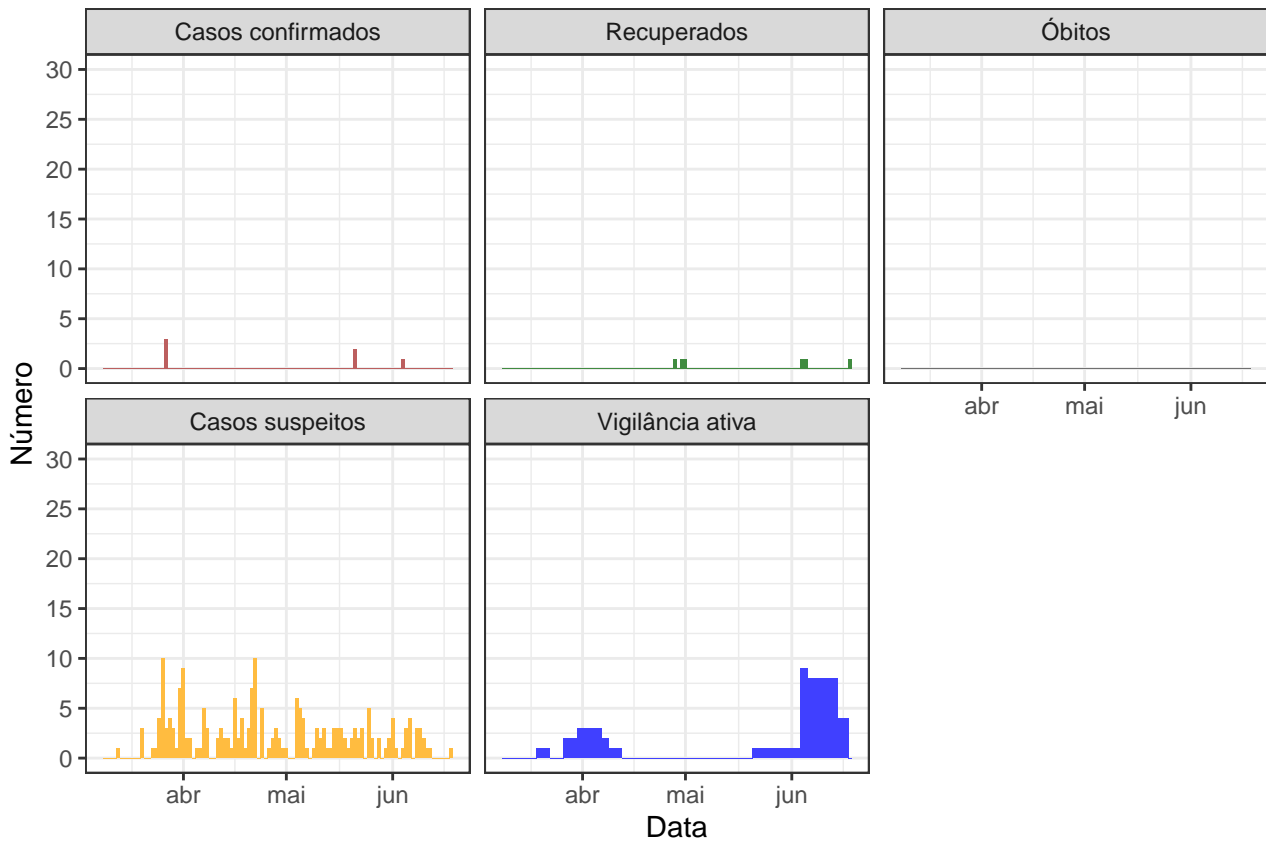 Casos confirmados
Recuperados
Óbitos
30
25
20
15
10
5
0
abr mai jun
Número
Casos suspeitos
Vigilância ativa
30
25
20
15
10
5
0
abr mai jun
abr mai jun
Data